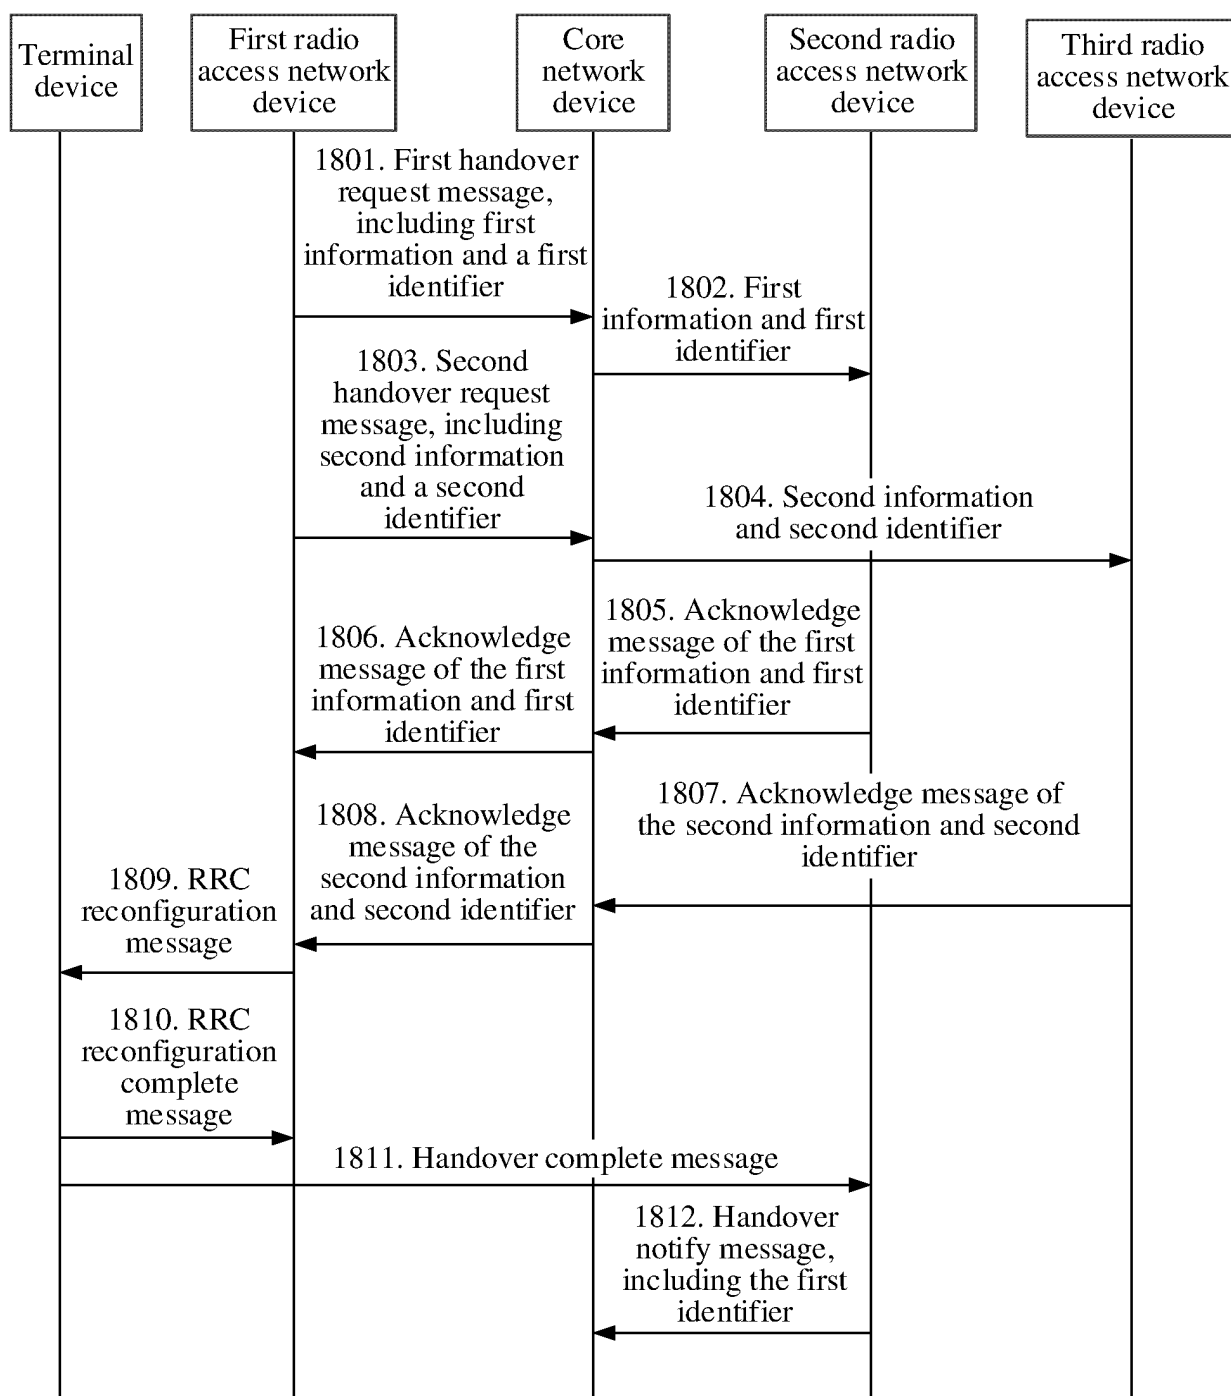 Terminal
device
First radio
access network
device
Core
network
device
Second radio
access network
device
Third radio
access network
device
1801. First handover
request message,
including first
information and a first
identifier
1802. First
information and first
identifier
1803. Second
handover request
message, including
second information
and a second
identifier
1804. Second information
and second identifier
1805. Acknowledge
message of the first
information and first
identifier
1806. Acknowledge
message of the first
information and first
identifier
1807. Acknowledge message of
the second information and second
identifier
1808. Acknowledge
message of the
second information
and second identifier
1809. RRC
reconfiguration
message
1810. RRC
reconfiguration
complete
message
1811. Handover complete message
1812. Handover
notify message,
including the first
identifier